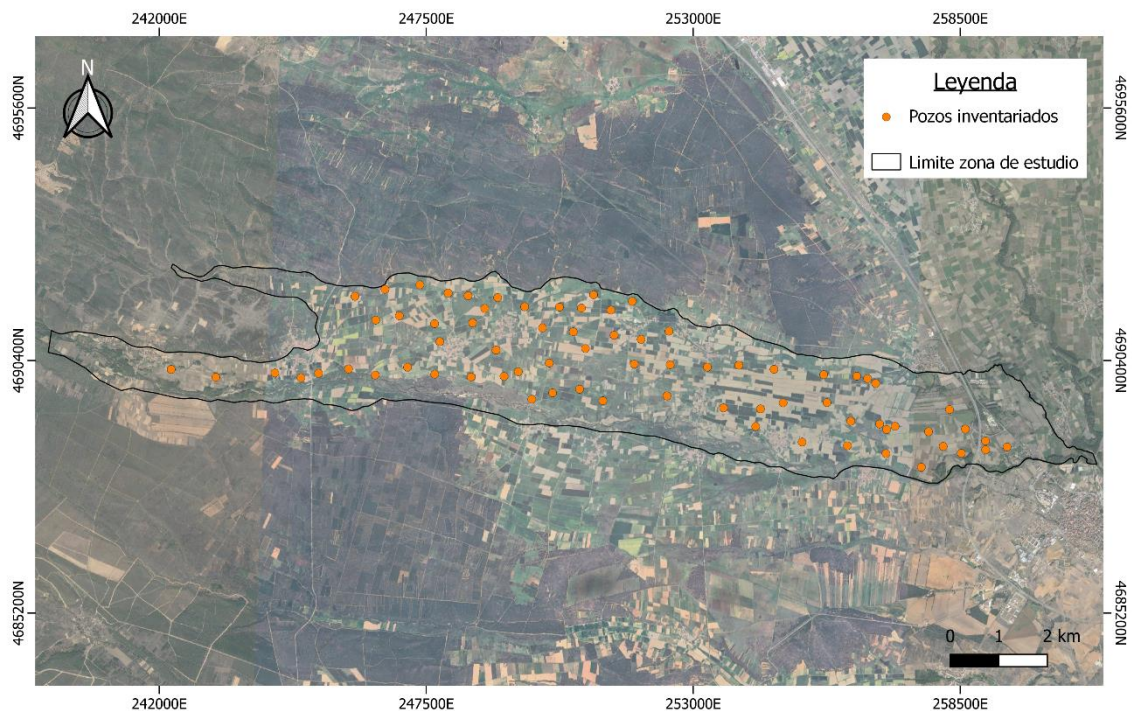 242000E 247500E 253000E 258500E
N
Leyenda
Pozos inventariados
Limite zona de estudio
4695600N 4695600N
4690400N 4690400N
4685200N 4685200N
0 1 2 km
242000E 247500E 253000E 258500E